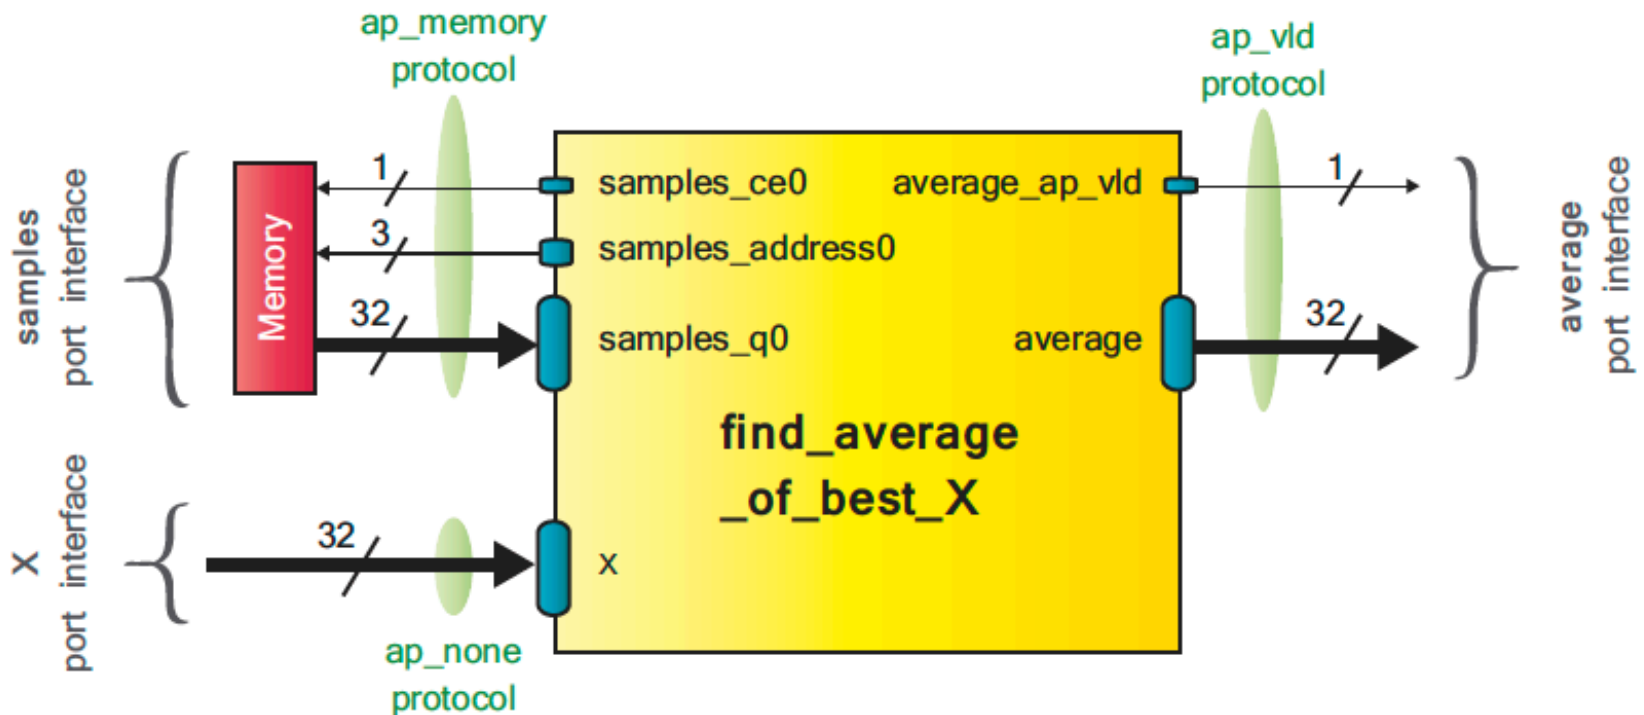 ap_memory
protocol
ap_vld
protocol
samples
port interface
Memory
1
3
32
samples_ce0
samples_address0
samples_q0
average_ap_vld
average
1
32
average
port interface
find_average
_of_best_X
X
port interface
32
x
ap_none
protocol